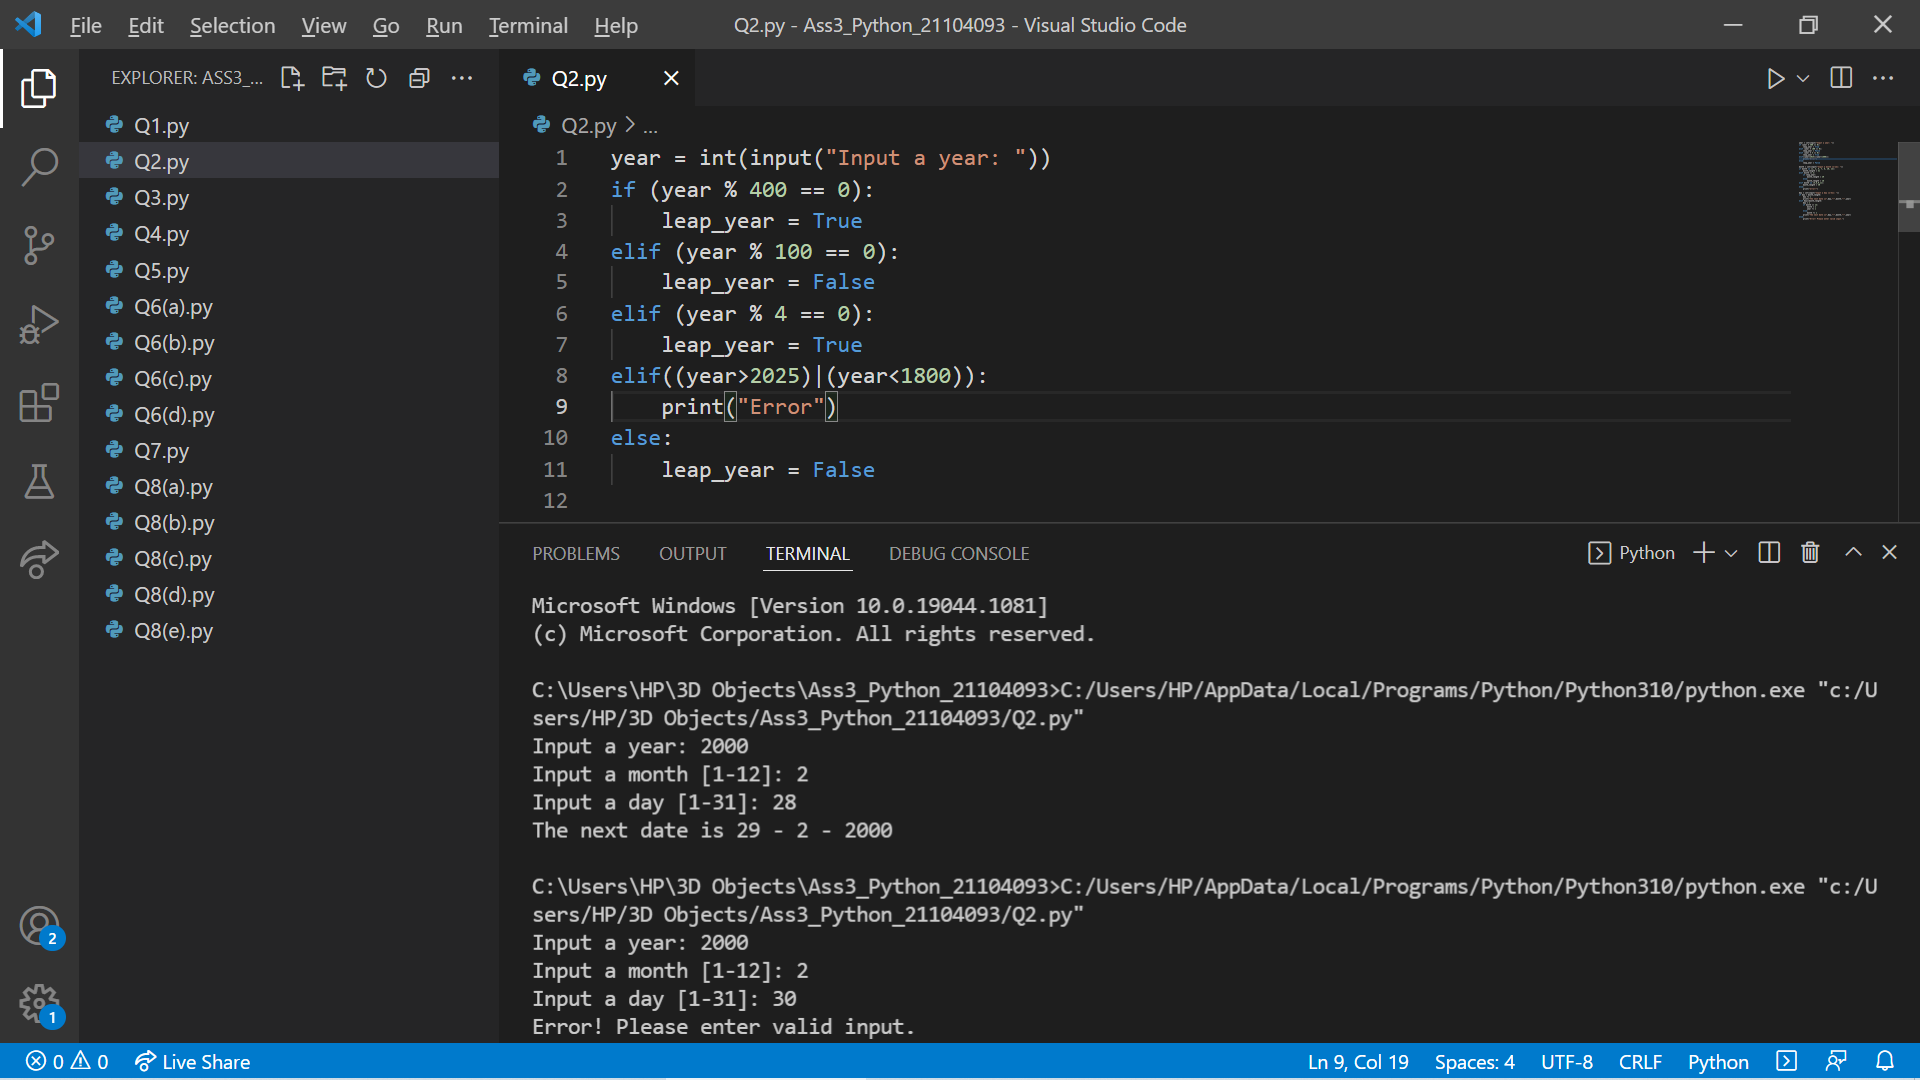 File Edit Selection View Go Run Terminal Help
Q2.py - Ass3_Python_21104093 - Visual Studio Code
EXPLORER: ASS3_...
Q1.py
Q2.py
Q3.py
Q4.py
Q5.py
Q6(a).py
Q6(b).py
Q6(c).py
Q6(d).py
Q7.py
Q8(a).py
Q8(b).py
Q8(c).py
Q8(d).py
Q8(e).py
2
1
Q2.py
Q2.py > ...
1 year = int(input("Input a year: "))
2 if (year % 400 == 0):
3     leap_year = True
4 elif (year % 100 == 0):
5     leap_year = False
6 elif (year % 4 == 0):
7     leap_year = True
8 elif((year>2025)|(year<1800)):
9     print("Error")
10 else:
11     leap_year = False
12
PROBLEMS OUTPUT TERMINAL DEBUG CONSOLE
Python
Microsoft Windows [Version 10.0.19044.1081]
(c) Microsoft Corporation. All rights reserved.
C:\Users\HP\3D Objects\Ass3_Python_21104093>C:/Users/HP/AppData/Local/Programs/Python/Python310/python.exe "c:/U
sers/HP/3D Objects/Ass3_Python_21104093/Q2.py"
Input a year: 2000
Input a month [1-12]: 2
Input a day [1-31]: 28
The next date is 29 - 2 - 2000
C:\Users\HP\3D Objects\Ass3_Python_21104093>C:/Users/HP/AppData/Local/Programs/Python/Python310/python.exe "c:/U
sers/HP/3D Objects/Ass3_Python_21104093/Q2.py"
Input a year: 2000
Input a month [1-12]: 2
Input a day [1-31]: 30
Error! Please enter valid input.
0 0 Live Share
Ln 9, Col 19 Spaces: 4 UTF-8 CRLF Python